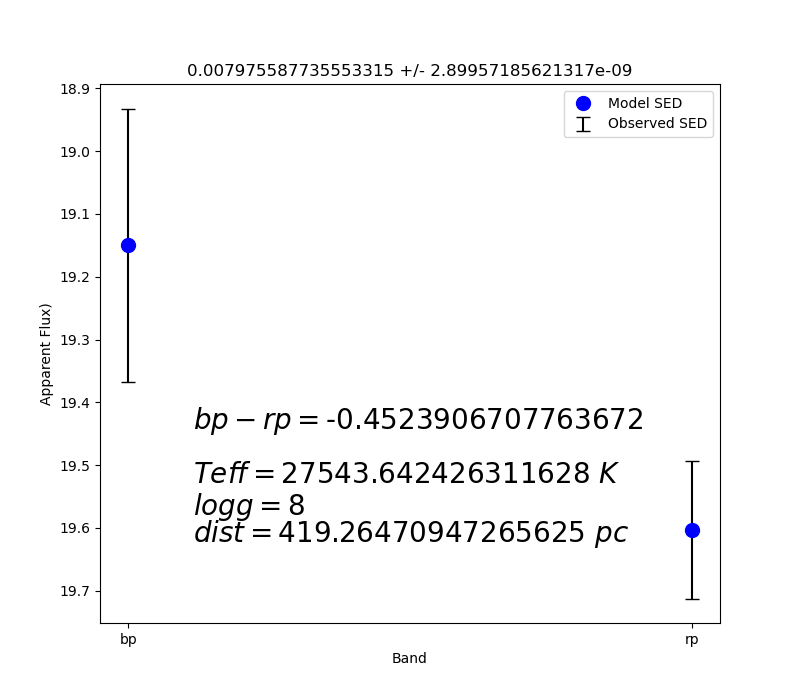 0.007975587735553315 +/- 2.89957185621317e-09
18.9
19.0
19.1
19.2
19.3
19.4
19.5
19.6
19.7
Apparent Flux)
Model SED
Observed SED
bp − rp = -0.4523906707763672
Teff = 27543.642426311628 K
logg = 8
dist = 419.26470947265625 pc
bp
rp
Band